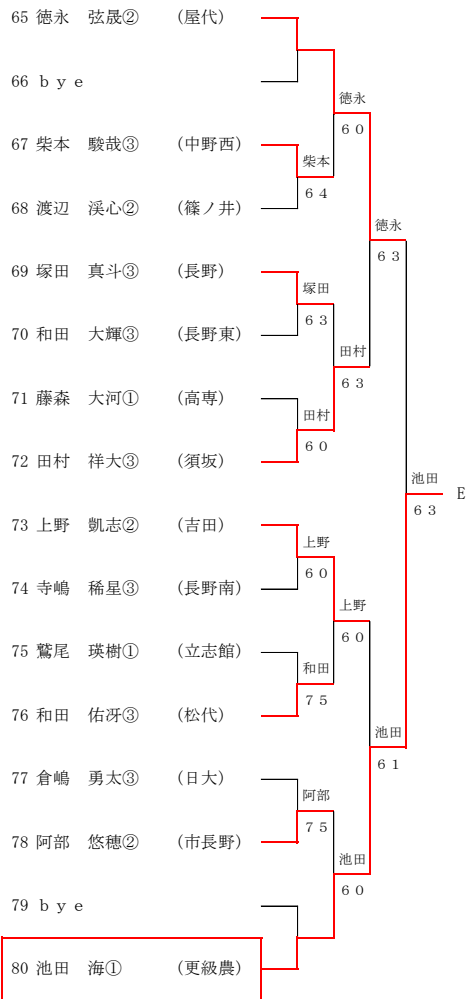 65 徳永　弦晟②　(屋代)
66 ｂｙｅ
徳永
６０
67 柴本　駿哉③　(中野西)
柴本
６４
68 渡辺　渓心②　(篠ノ井)
徳永
６３
69 塚田　真斗③　(長野)
塚田
６３
70 和田　大輝③　(長野東)
田村
６３
71 藤森　大河①　(高専)
田村
６０
72 田村　祥大③　(須坂)
池田
６３
E
73 上野　凱志②　(吉田)
上野
６０
74 寺嶋　稀星③　(長野南)
上野
６０
75 鷲尾　瑛樹①　(立志館)
和田
７５
76 和田　佑冴③　(松代)
池田
６１
77 倉嶋　勇太③　(日大)
阿部
７５
78 阿部　悠穂②　(市長野)
池田
６０
79 ｂｙｅ
80 池田　海①　(更級農)